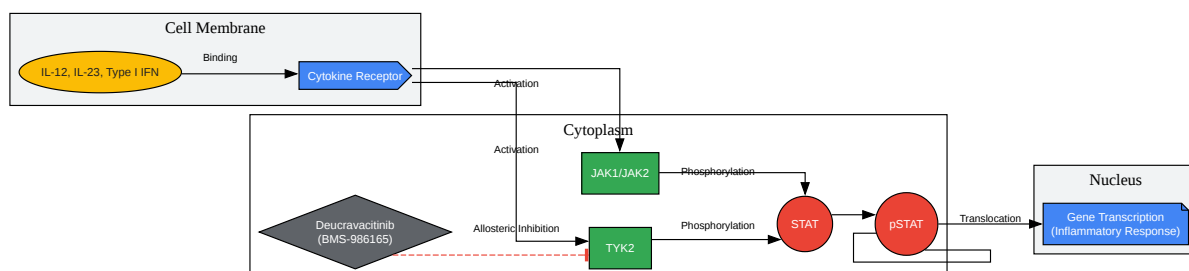 Cell Membrane
IL-12, IL-23, Type I IFN
Binding
Cytokine Receptor
Activation
Cytoplasm
Activation
JAK1/JAK2
Phosphorylation
Nucleus
Deucravacitinib
(BMS-986165)
Allosteric Inhibition
TYK2
Phosphorylation
STAT
pSTAT
Translocation
Gene Transcription
(Inflammatory Response)